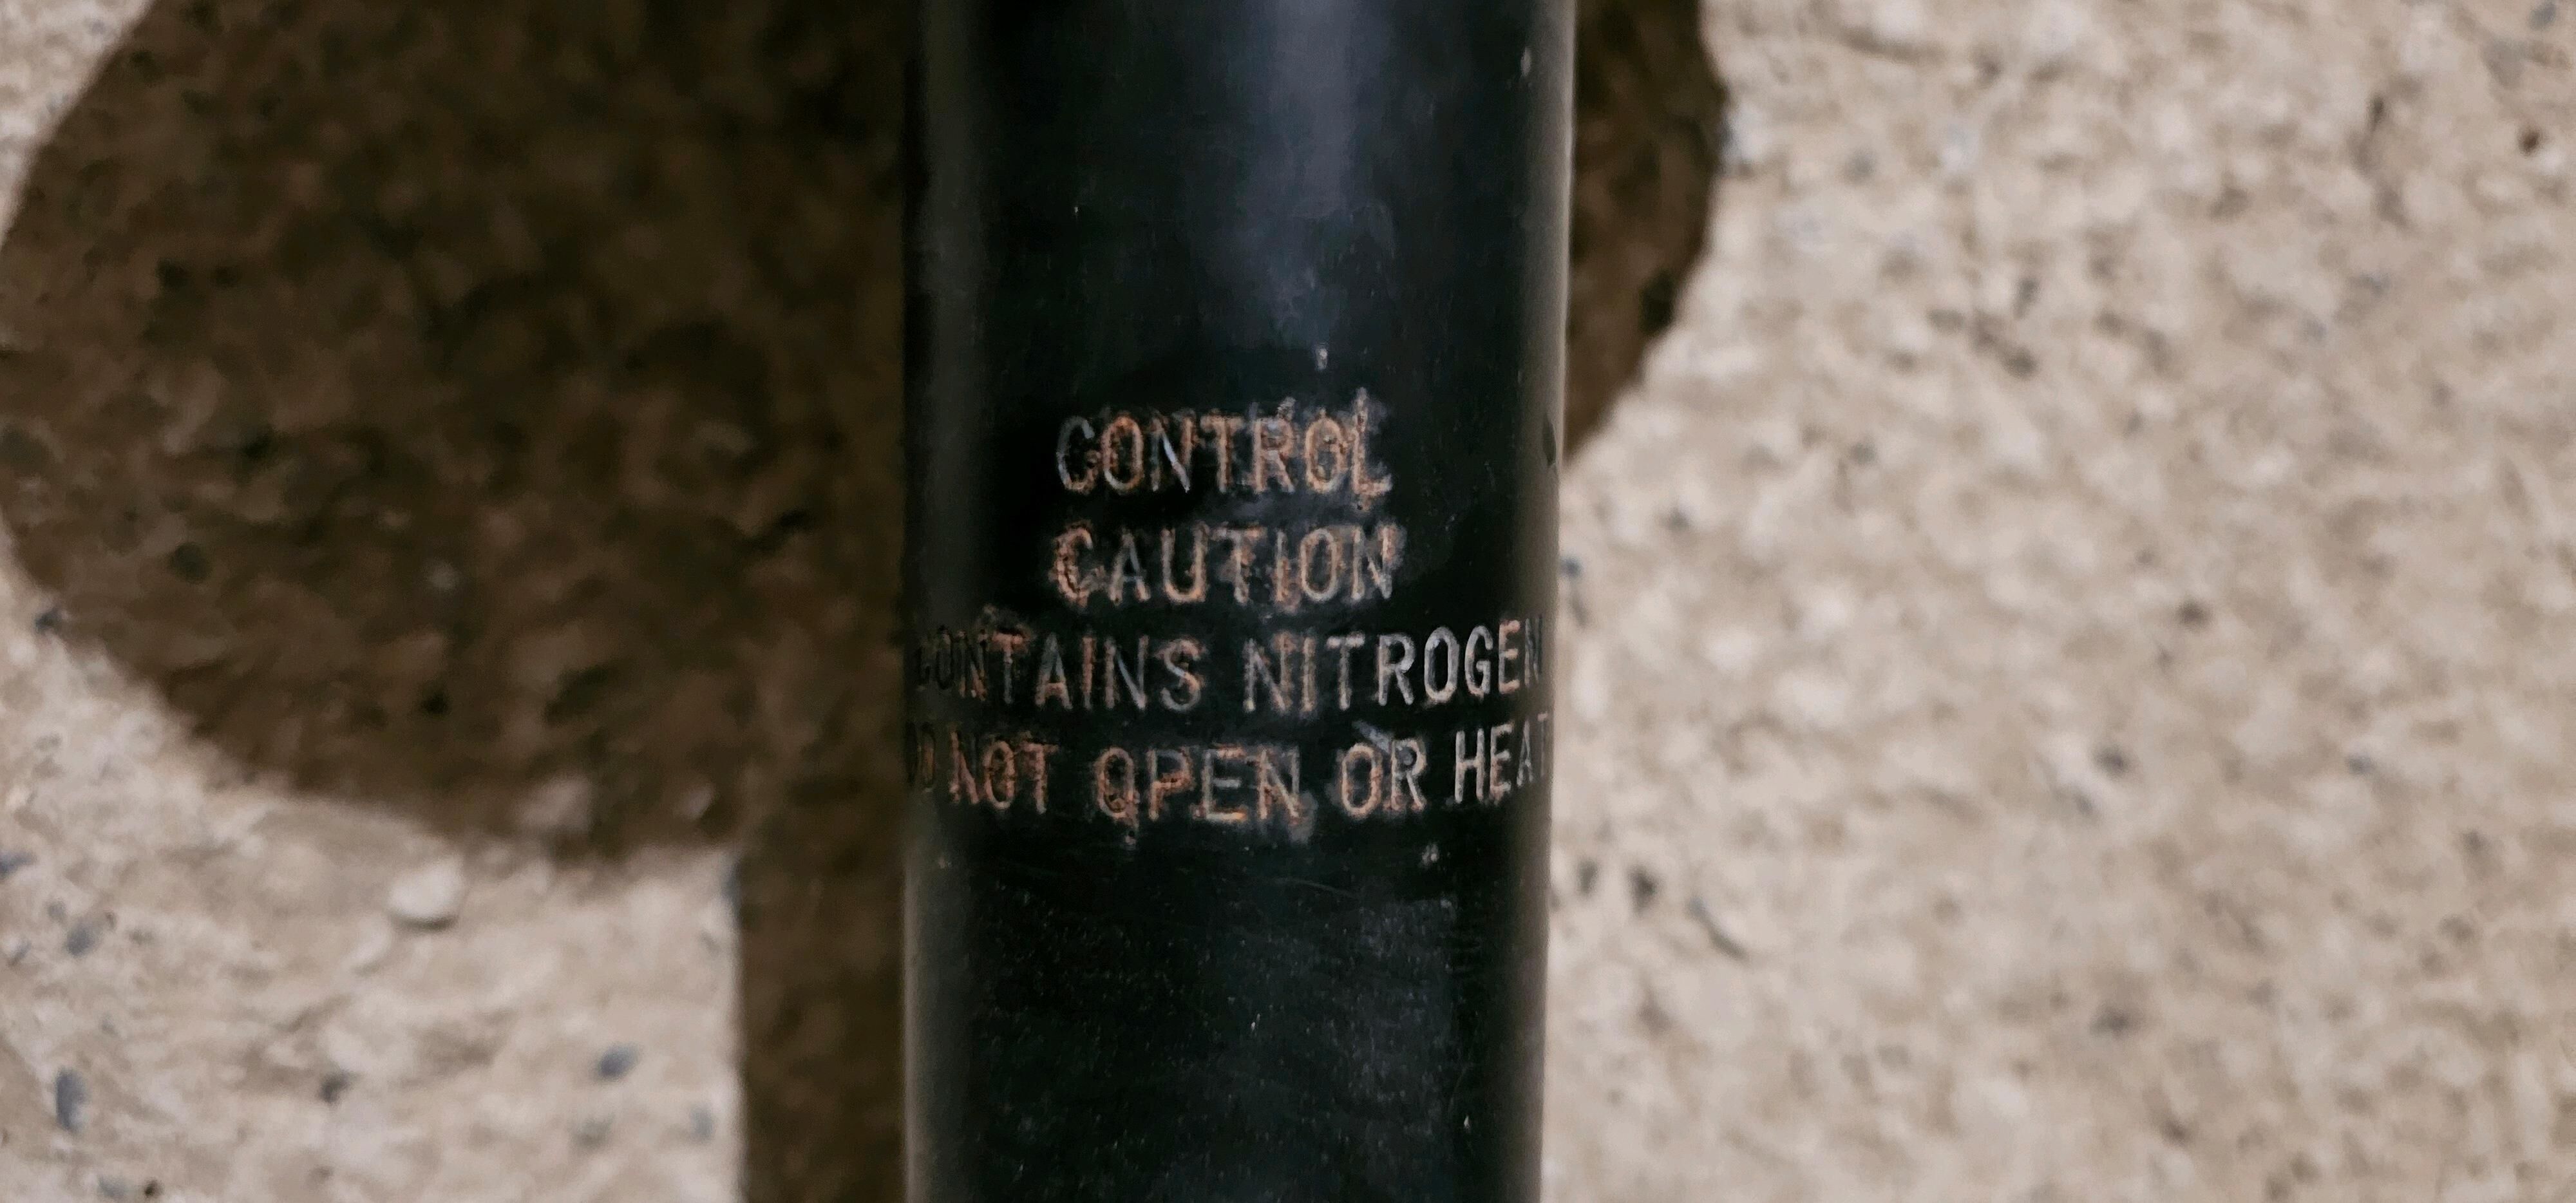 CONTROL
CAUTION
CONTAINS NITROGEN
DO NOT OPEN OR HEAT